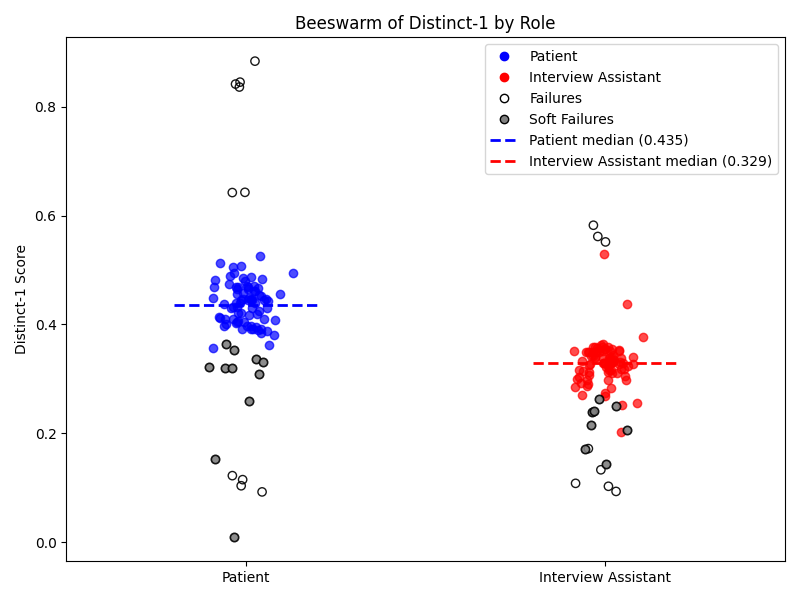 Beeswarm of Distinct-1 by Role
Patient
Interview Assistant
Failures
Soft Failures
Patient median (0.435)
Interview Assistant median (0.329)
Distinct-1 Score
0.8
0.6
0.4
0.2
0.0
Patient
Interview Assistant